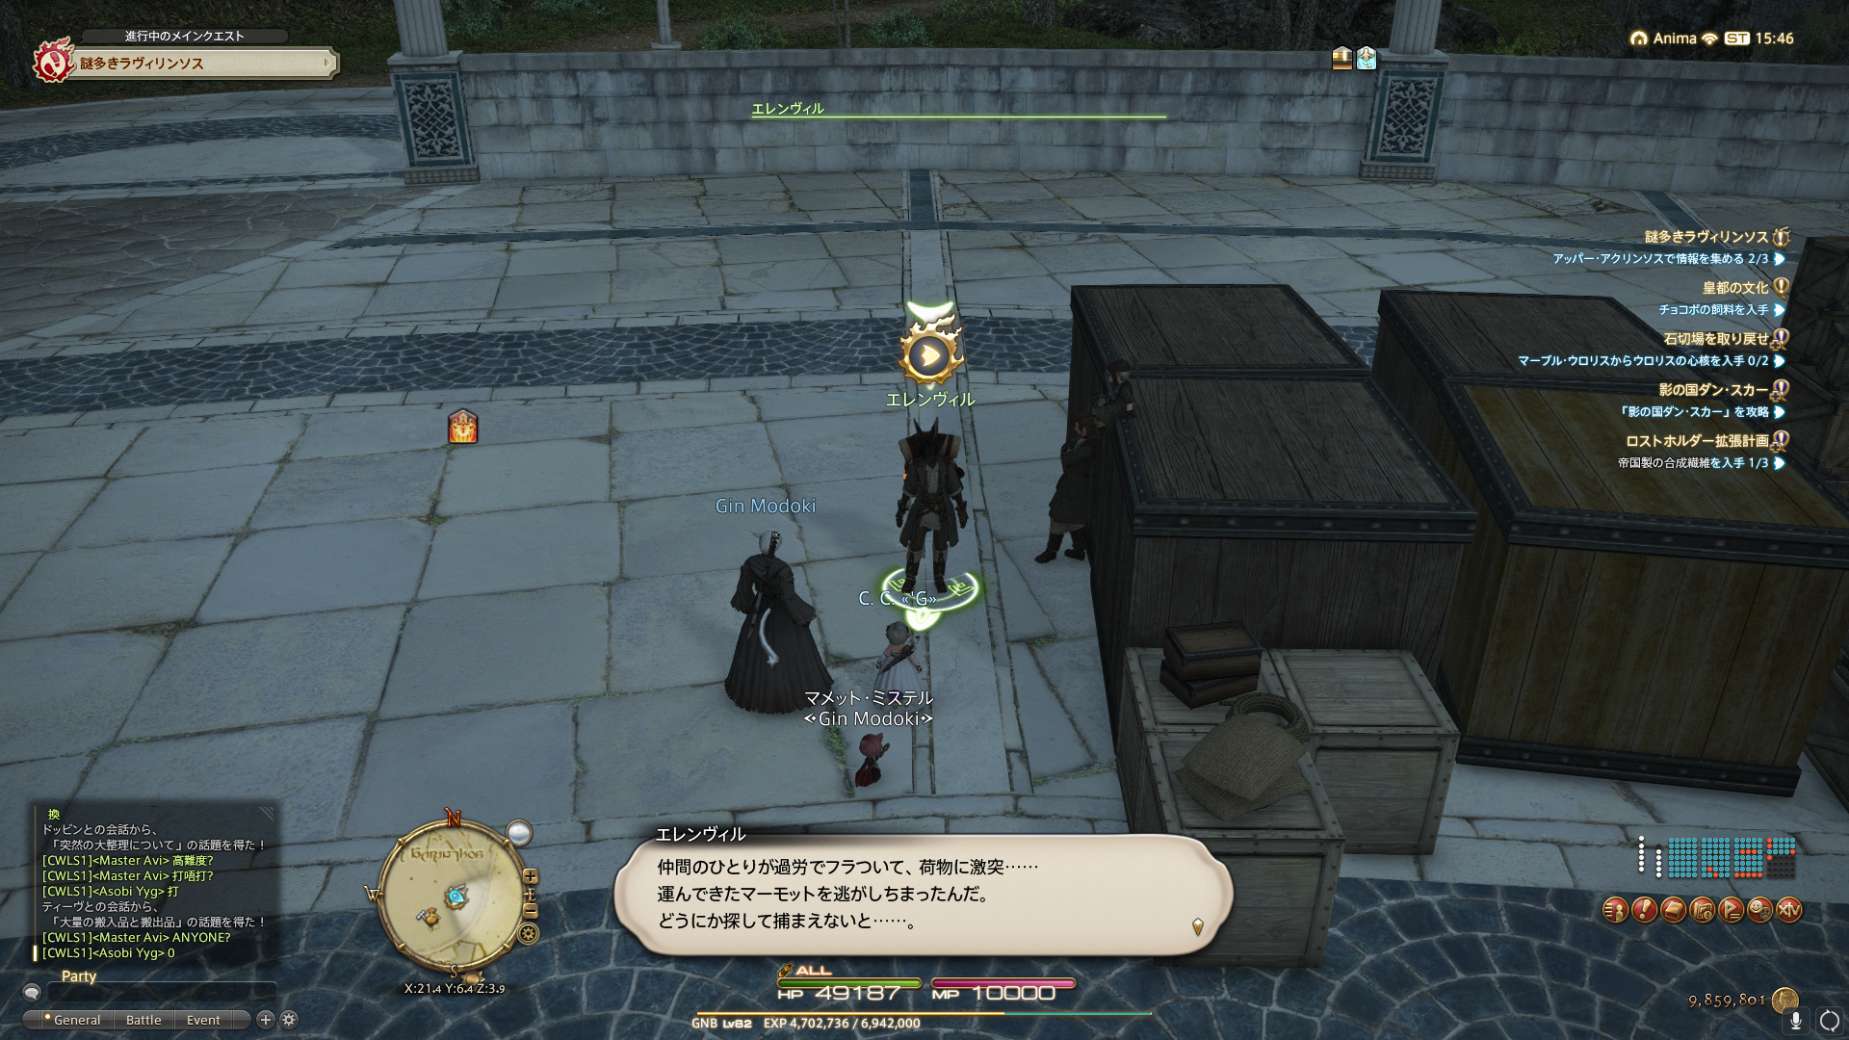 進行中のメインクエスト
謎多きラヴィリンソス
Anima ST 15:46
エレンヴィル
謎多きラヴィリンソス
アッパー・アクリンソスで情報を集める 2/3
皇都の文化
チョコボの飼料を入手
石切場を取り戻せ
マーブル・ウロリスからウロリスの心核を入手 0/2
影の国ダン・スカー
「影の国ダン・スカー」を攻略
ロストホルダー拡張計画
帝国製の合成繊維を入手 1/3
エレンヴィル
Gin Modoki
C. C. «'G»
マメット・ミステル
Gin Modoki
換
ドッビンとの会話から、
「突然の大整理について」の話題を得た！
[CWLS1]<Master Avi> 高難度?
[CWLS1]<Master Avi> 打唔打?
[CWLS1]<Asobi Yyg> 打
ティーヴとの会話から、
「大量の搬入品と搬出品」の話題を得た！
[CWLS1]<Master Avi> ANYONE?
[CWLS1]<Asobi Yyg> 0
Party
General Battle Event
N
W
S
X:21.4 Y:6.4 Z:3.9
エレンヴィル
仲間のひとりが過労でフラついて、荷物に激突……
運んできたマーモットを逃がしちまったんだ。
どうにか探して捕まえないと……。
ALL
HP 49187 MP 10000
GNB Lv82 EXP 4,702,736 / 6,942,000
XIV
9,859,801